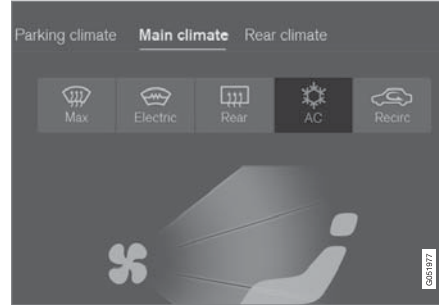 Parking climate Main climate Rear climate
Max Electric Rear AC Recirc
G051977